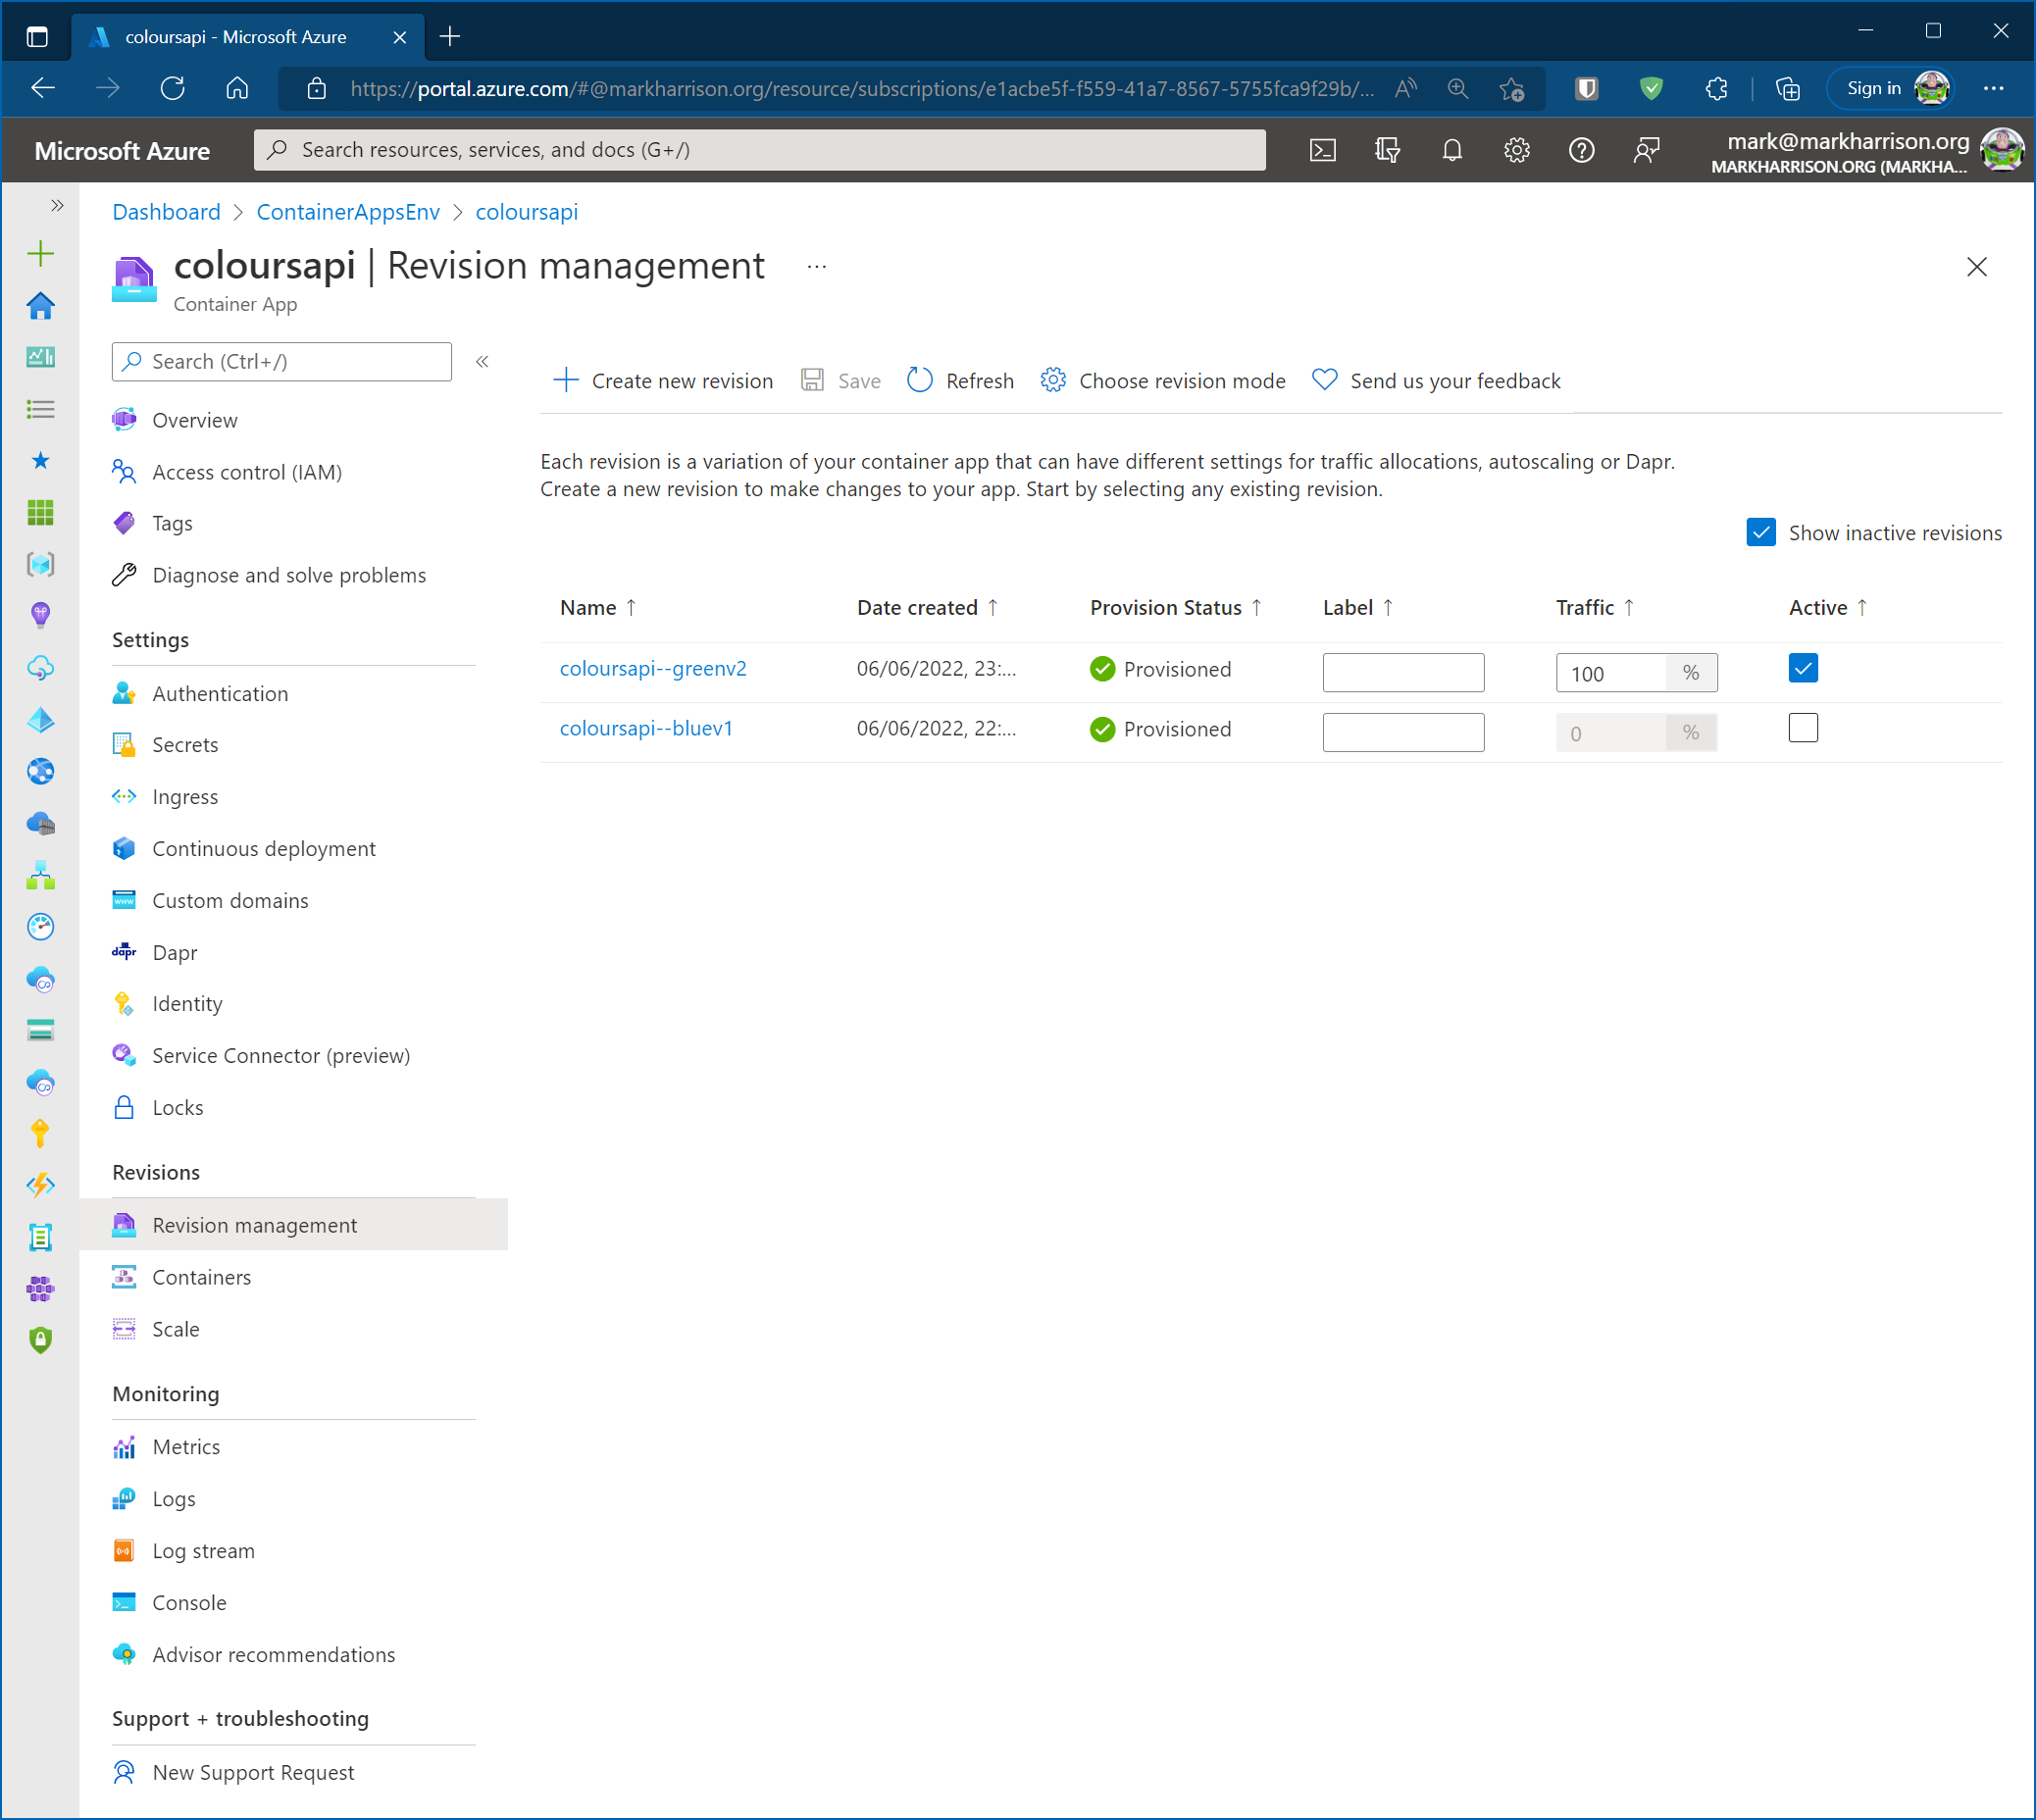 coloursapi - Microsoft Azure
https://portal.azure.com/#@markharrison.org/resource/subscriptions/e1acbe5f-f559-41a7-8567-5755fca9f29b/...
Sign in
Microsoft Azure
Search resources, services, and docs (G+/)
mark@markharrison.org
MARKHARRISON.ORG (MARKHA...
Dashboard > ContainerAppsEnv > coloursapi
coloursapi | Revision management ...
Container App
Search (Ctrl+/)
Overview
Access control (IAM)
Tags
Diagnose and solve problems
Settings
Authentication
Secrets
Ingress
Continuous deployment
Custom domains
dapr Dapr
Identity
Service Connector (preview)
Locks
Revisions
Revision management
Containers
Scale
Monitoring
Metrics
Logs
Log stream
Console
Advisor recommendations
Support + troubleshooting
New Support Request
Create new revision Save Refresh Choose revision mode Send us your feedback
Each revision is a variation of your container app that can have different settings for traffic allocations, autoscaling or Dapr.
Create a new revision to make changes to your app. Start by selecting any existing revision.
Show inactive revisions
Name ↑ Date created ↑ Provision Status ↑ Label ↑ Traffic ↑ Active ↑
coloursapi--greenv2 06/06/2022, 23:... Provisioned 100 %
coloursapi--bluev1 06/06/2022, 22:... Provisioned 0 %